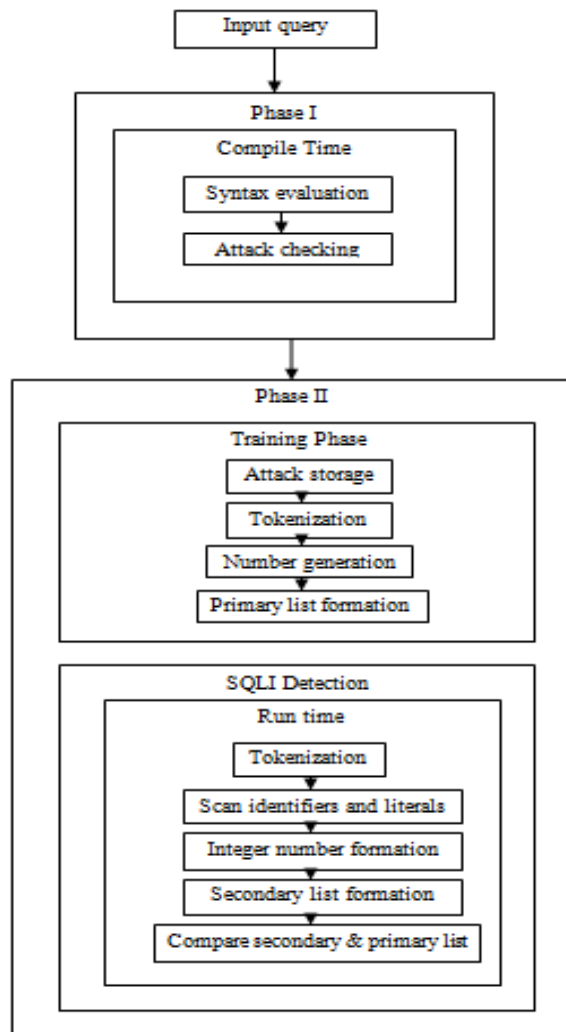 Input query
Phase I
Compile Time
Syntax evaluation
Attack checking
Phase II
Training Phase
Attack storage
Tokenization
Number generation
Primary list formation
SQLI Detection
Run time
Tokenization
Scan identifiers and literals
Integer number formation
Secondary list formation
Compare secondary & primary list